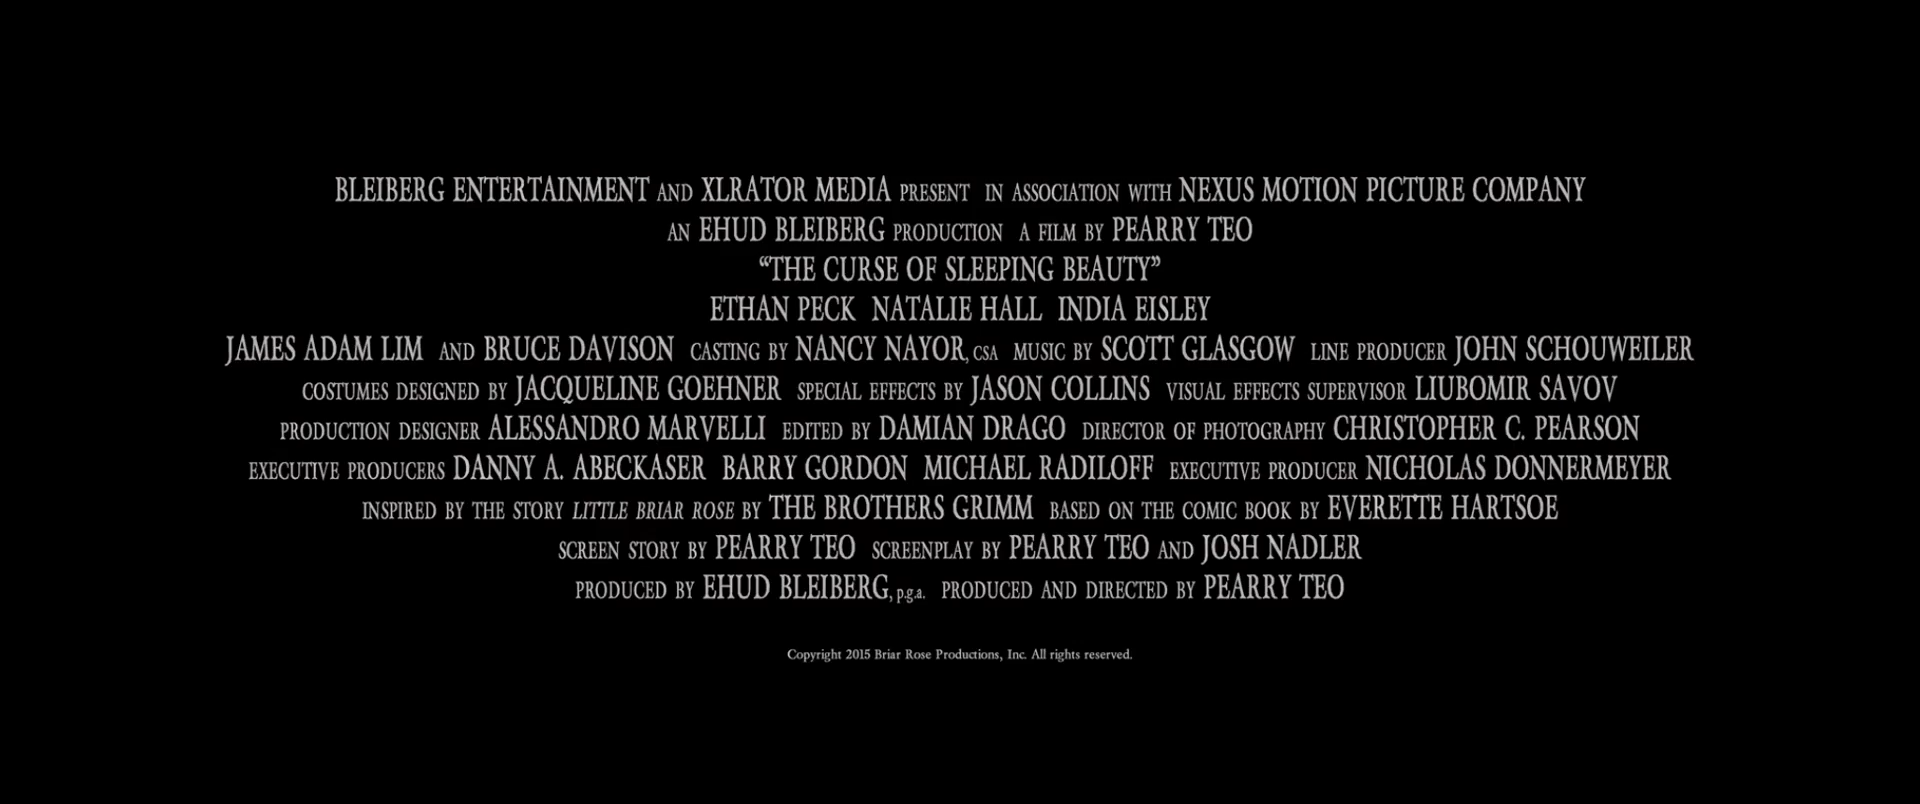 BLEIBERG ENTERTAINMENT AND XLRATOR MEDIA PRESENT IN ASSOCIATION WITH NEXUS MOTION PICTURE COMPANY
AN EHUD BLEIBERG PRODUCTION A FILM BY PEARRY TEO
“THE CURSE OF SLEEPING BEAUTY”
ETHAN PECK NATALIE HALL INDIA EISLEY
JAMES ADAM LIM AND BRUCE DAVISON CASTING BY NANCY NAYOR, CSA MUSIC BY SCOTT GLASGOW LINE PRODUCER JOHN SCHOUWEILER
COSTUMES DESIGNED BY JACQUELINE GOEHNER SPECIAL EFFECTS BY JASON COLLINS VISUAL EFFECTS SUPERVISOR LIUBOMIR SAVOV
PRODUCTION DESIGNER ALESSANDRO MARVELLI EDITED BY DAMIAN DRAGO DIRECTOR OF PHOTOGRAPHY CHRISTOPHER C. PEARSON
EXECUTIVE PRODUCERS DANNY A. ABECKASER BARRY GORDON MICHAEL RADILOFF EXECUTIVE PRODUCER NICHOLAS DONNERMEYER
INSPIRED BY THE STORY LITTLE BRIAR ROSE BY THE BROTHERS GRIMM BASED ON THE COMIC BOOK BY EVERETTE HARTSOE
SCREEN STORY BY PEARRY TEO SCREENPLAY BY PEARRY TEO AND JOSH NADLER
PRODUCED BY EHUD BLEIBERG, p.g.a. PRODUCED AND DIRECTED BY PEARRY TEO
Copyright 2015 Briar Rose Productions, Inc. All rights reserved.